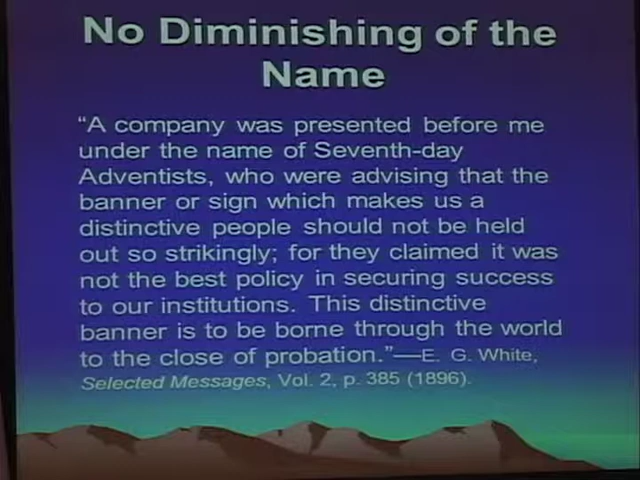 No Diminishing of the
Name
“A company was presented before me
under the name of Seventh-day
Adventists, who were advising that the
banner or sign which makes us a
distinctive people should not be held
out so strikingly; for they claimed it was
not the best policy in securing success
to our institutions. This distinctive
banner is to be borne through the world
to the close of probation.”—E. G. White,
Selected Messages, Vol. 2, p. 385 (1896).